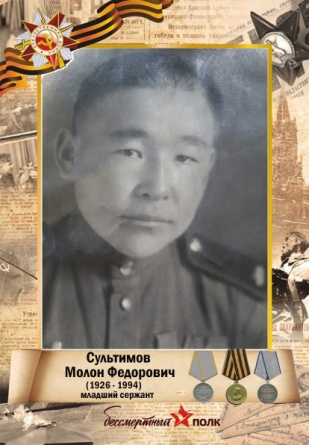 Сультимов
Молон Федорович
(1926 - 1994)
младший сержант
бессмертный полк